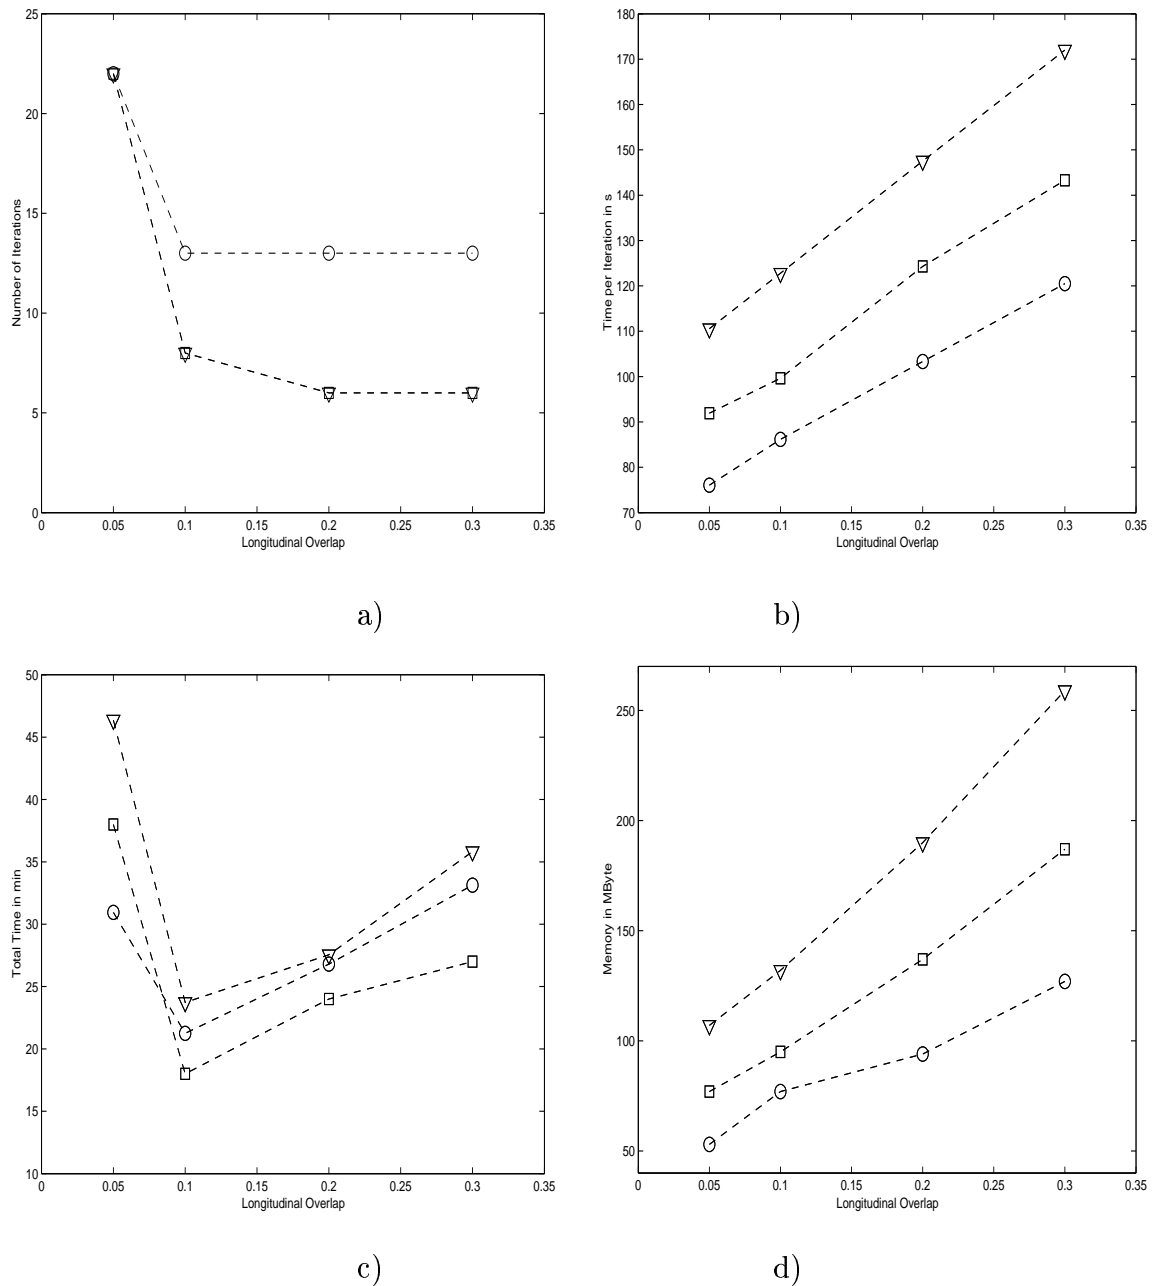 25
20
15
10
5
0
Number of Iterations
0 0.05 0.1 0.15 0.2 0.25 0.3 0.35
Longitudinal Overlap
a)
180
170
160
150
140
130
120
110
100
90
80
70
Time per Iteration in s
0 0.05 0.1 0.15 0.2 0.25 0.3 0.35
Longitudinal Overlap
b)
50
45
40
35
30
25
20
15
10
Total Time in min
0 0.05 0.1 0.15 0.2 0.25 0.3 0.35
Longitudinal Overlap
c)
250
200
150
100
50
Memory in MByte
0 0.05 0.1 0.15 0.2 0.25 0.3 0.35
Longitudinal Overlap
d)